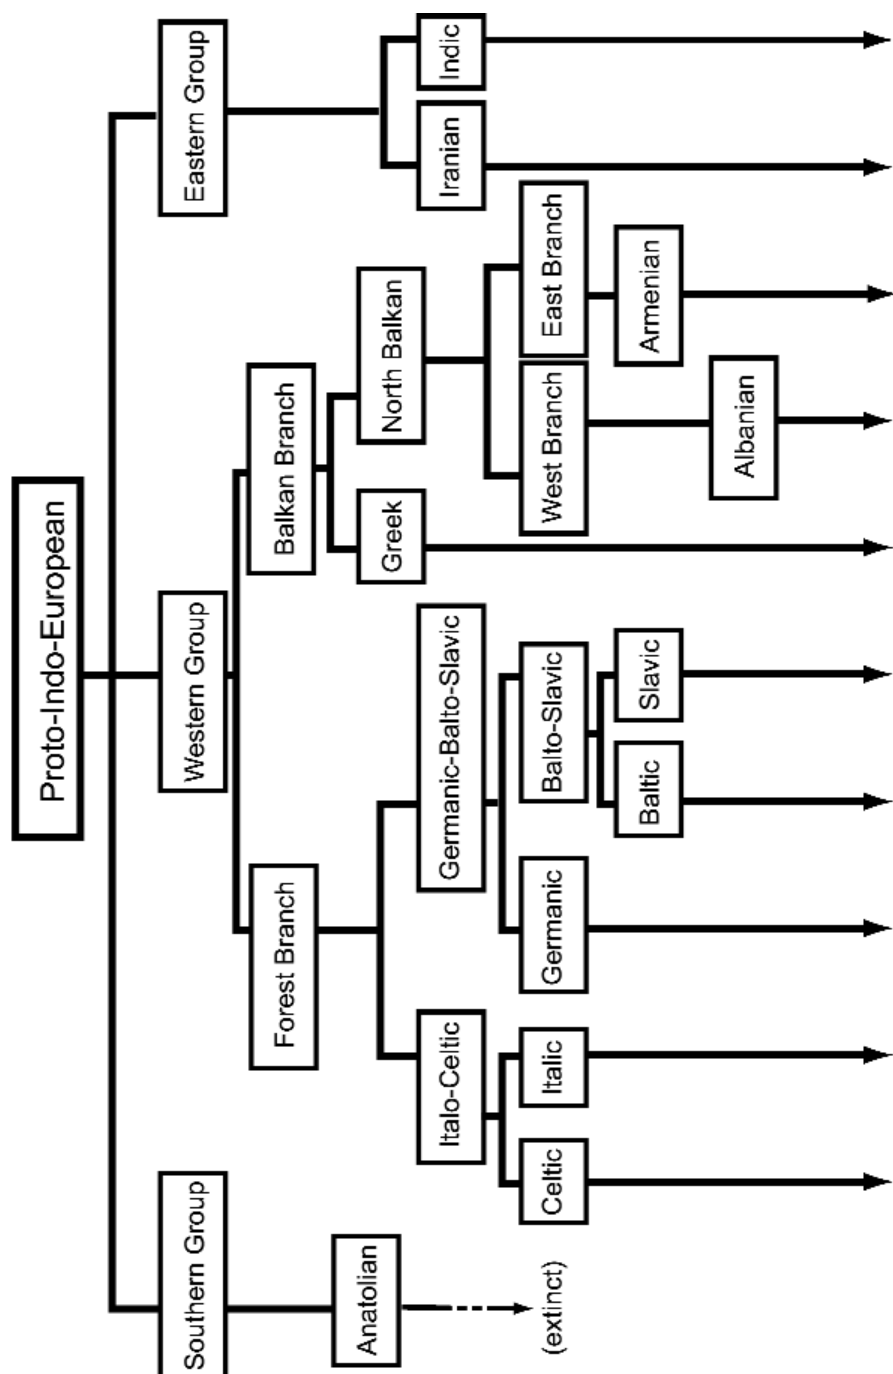 Proto-Indo-European
Southern Group
Western Group
Eastern Group
Forest Branch
Balkan Branch
Anatolian
Greek
North Balkan
Italo-Celtic
Germanic-Balto-Slavic
Iranian
Indic
Celtic
Italic
Germanic
Balto-Slavic
West Branch
East Branch
Baltic
Slavic
Armenian
Albanian
(extinct)